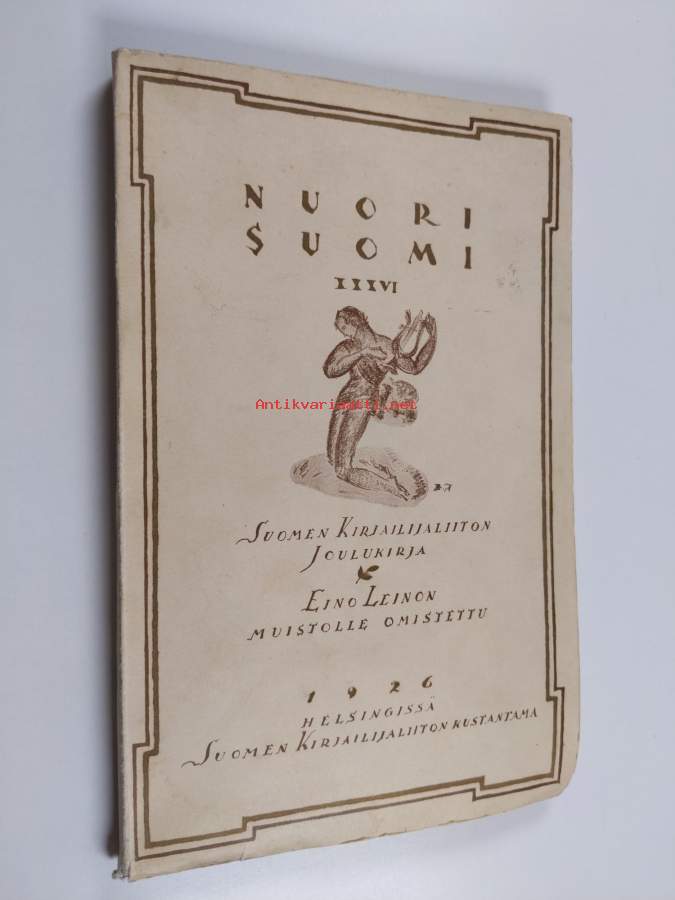 NUORI
SUOMI
XXXVI
Antikvariaatti.net
B.J
SUOMEN KIRJAILIJALIITON
JOULUKIRJA
EINO LEINON
MUISTOLLE OMISTETTU
1926
HELSINGISSÄ
SUOMEN KIRJAILIJALIITON KUSTANTAMA